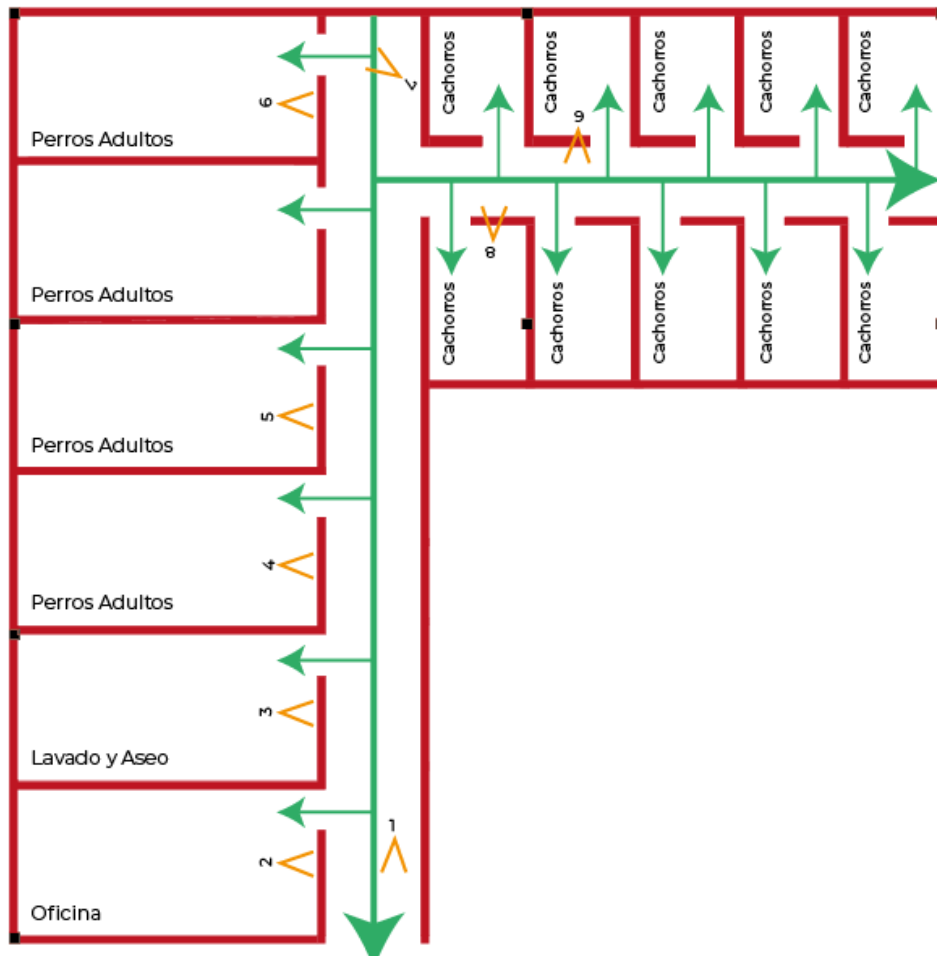 Cachorros
Cachorros
Cachorros
Cachorros
Cachorros
7
6
9
Perros Adultos
8
Perros Adultos
Cachorros
Cachorros
Cachorros
Cachorros
Cachorros
5
Perros Adultos
4
Perros Adultos
3
Lavado y Aseo
1
2
Oficina